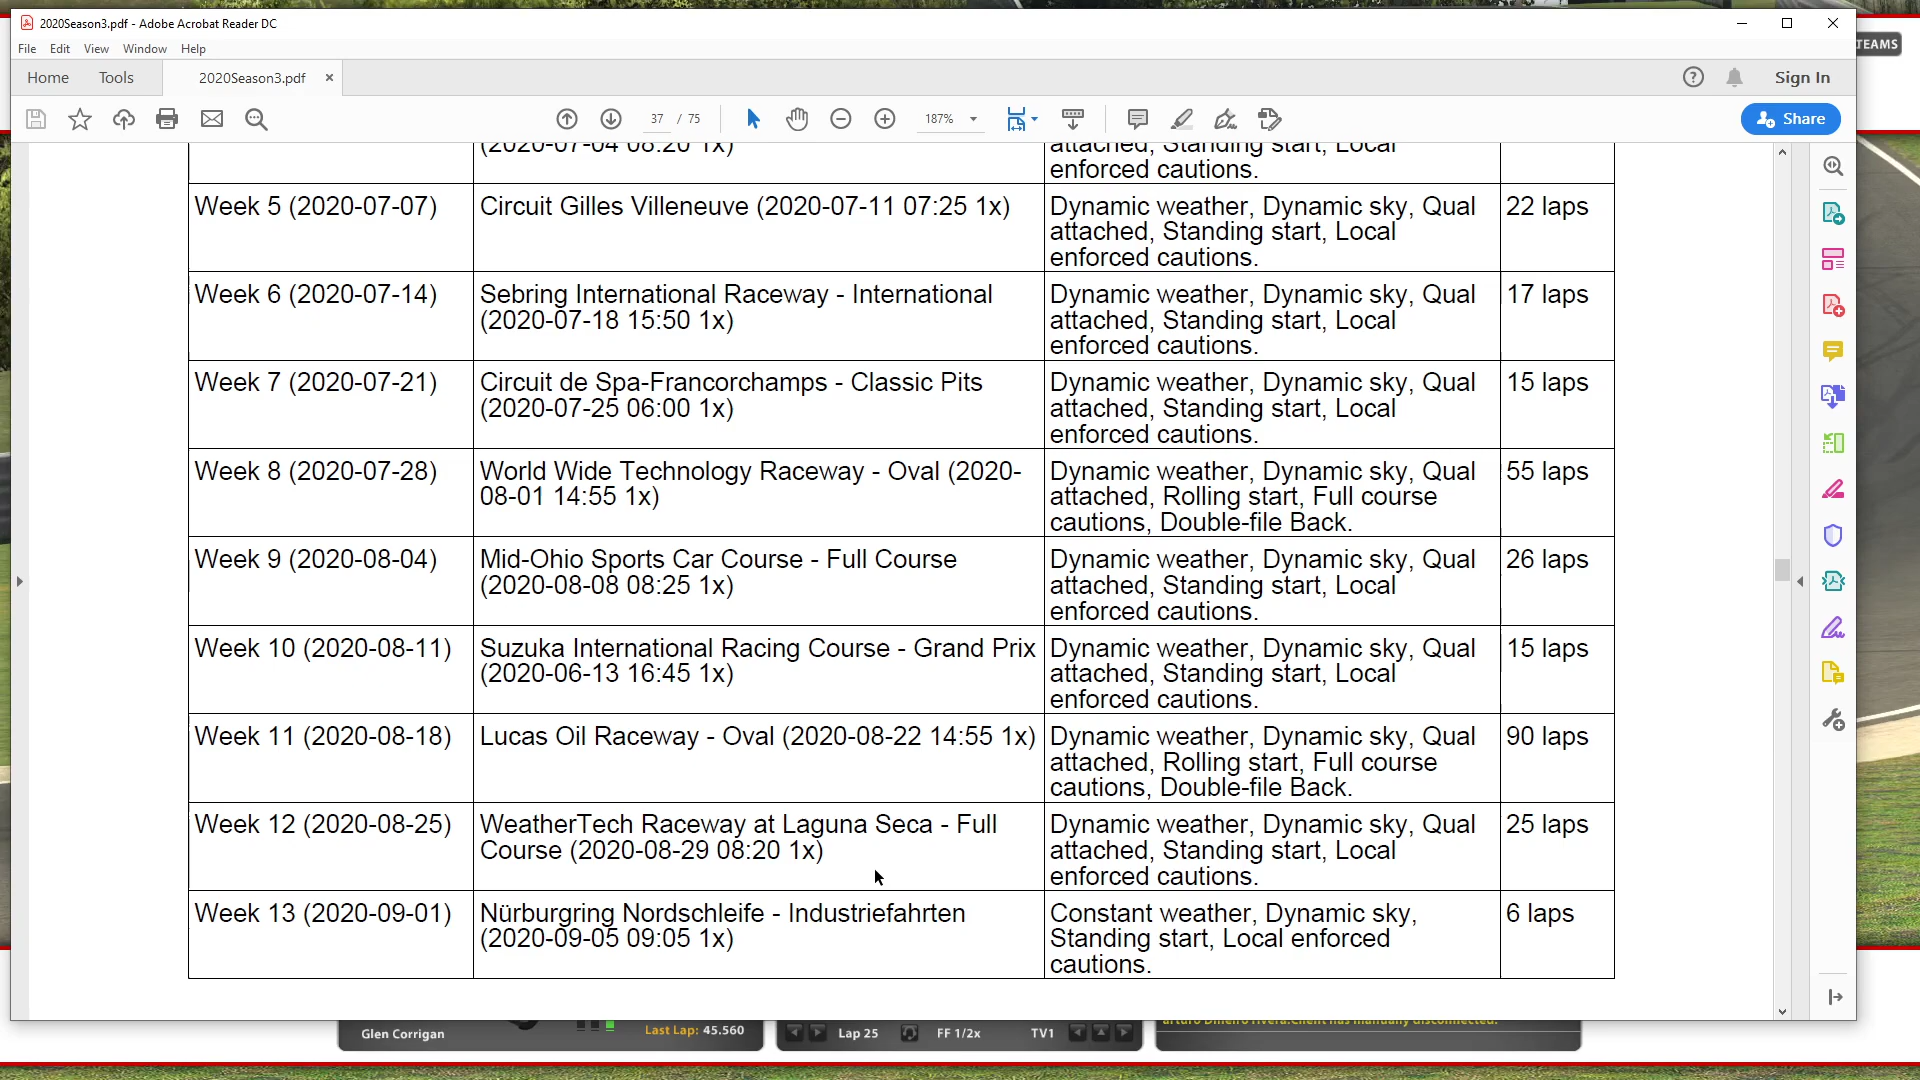 2020Season3.pdf - Adobe Acrobat Reader DC
File Edit View Window Help
TEAMS
Home Tools 2020Season3.pdf × Sign In
37 / 75 187% Share
(2020-07-04 08:20 1x)
attached, Standing start, Local
enforced cautions.
Week 5 (2020-07-07) Circuit Gilles Villeneuve (2020-07-11 07:25 1x) Dynamic weather, Dynamic sky, Qual 22 laps
attached, Standing start, Local
enforced cautions.
Week 6 (2020-07-14) Sebring International Raceway - International Dynamic weather, Dynamic sky, Qual 17 laps
(2020-07-18 15:50 1x) attached, Standing start, Local
enforced cautions.
Week 7 (2020-07-21) Circuit de Spa-Francorchamps - Classic Pits Dynamic weather, Dynamic sky, Qual 15 laps
(2020-07-25 06:00 1x) attached, Standing start, Local
enforced cautions.
Week 8 (2020-07-28) World Wide Technology Raceway - Oval (2020- Dynamic weather, Dynamic sky, Qual 55 laps
08-01 14:55 1x) attached, Rolling start, Full course
cautions, Double-file Back.
Week 9 (2020-08-04) Mid-Ohio Sports Car Course - Full Course Dynamic weather, Dynamic sky, Qual 26 laps
(2020-08-08 08:25 1x) attached, Standing start, Local
enforced cautions.
Week 10 (2020-08-11) Suzuka International Racing Course - Grand Prix Dynamic weather, Dynamic sky, Qual 15 laps
(2020-06-13 16:45 1x) attached, Standing start, Local
enforced cautions.
Week 11 (2020-08-18) Lucas Oil Raceway - Oval (2020-08-22 14:55 1x) Dynamic weather, Dynamic sky, Qual 90 laps
attached, Rolling start, Full course
cautions, Double-file Back.
Week 12 (2020-08-25) WeatherTech Raceway at Laguna Seca - Full Dynamic weather, Dynamic sky, Qual 25 laps
Course (2020-08-29 08:20 1x) attached, Standing start, Local
enforced cautions.
Week 13 (2020-09-01) Nürburgring Nordschleife - Industriefahrten Constant weather, Dynamic sky, 6 laps
(2020-09-05 09:05 1x) Standing start, Local enforced
cautions.
Glen Corrigan Last Lap: 45.560 Lap 25 FF 1/2x TV1
has manually disconnected.